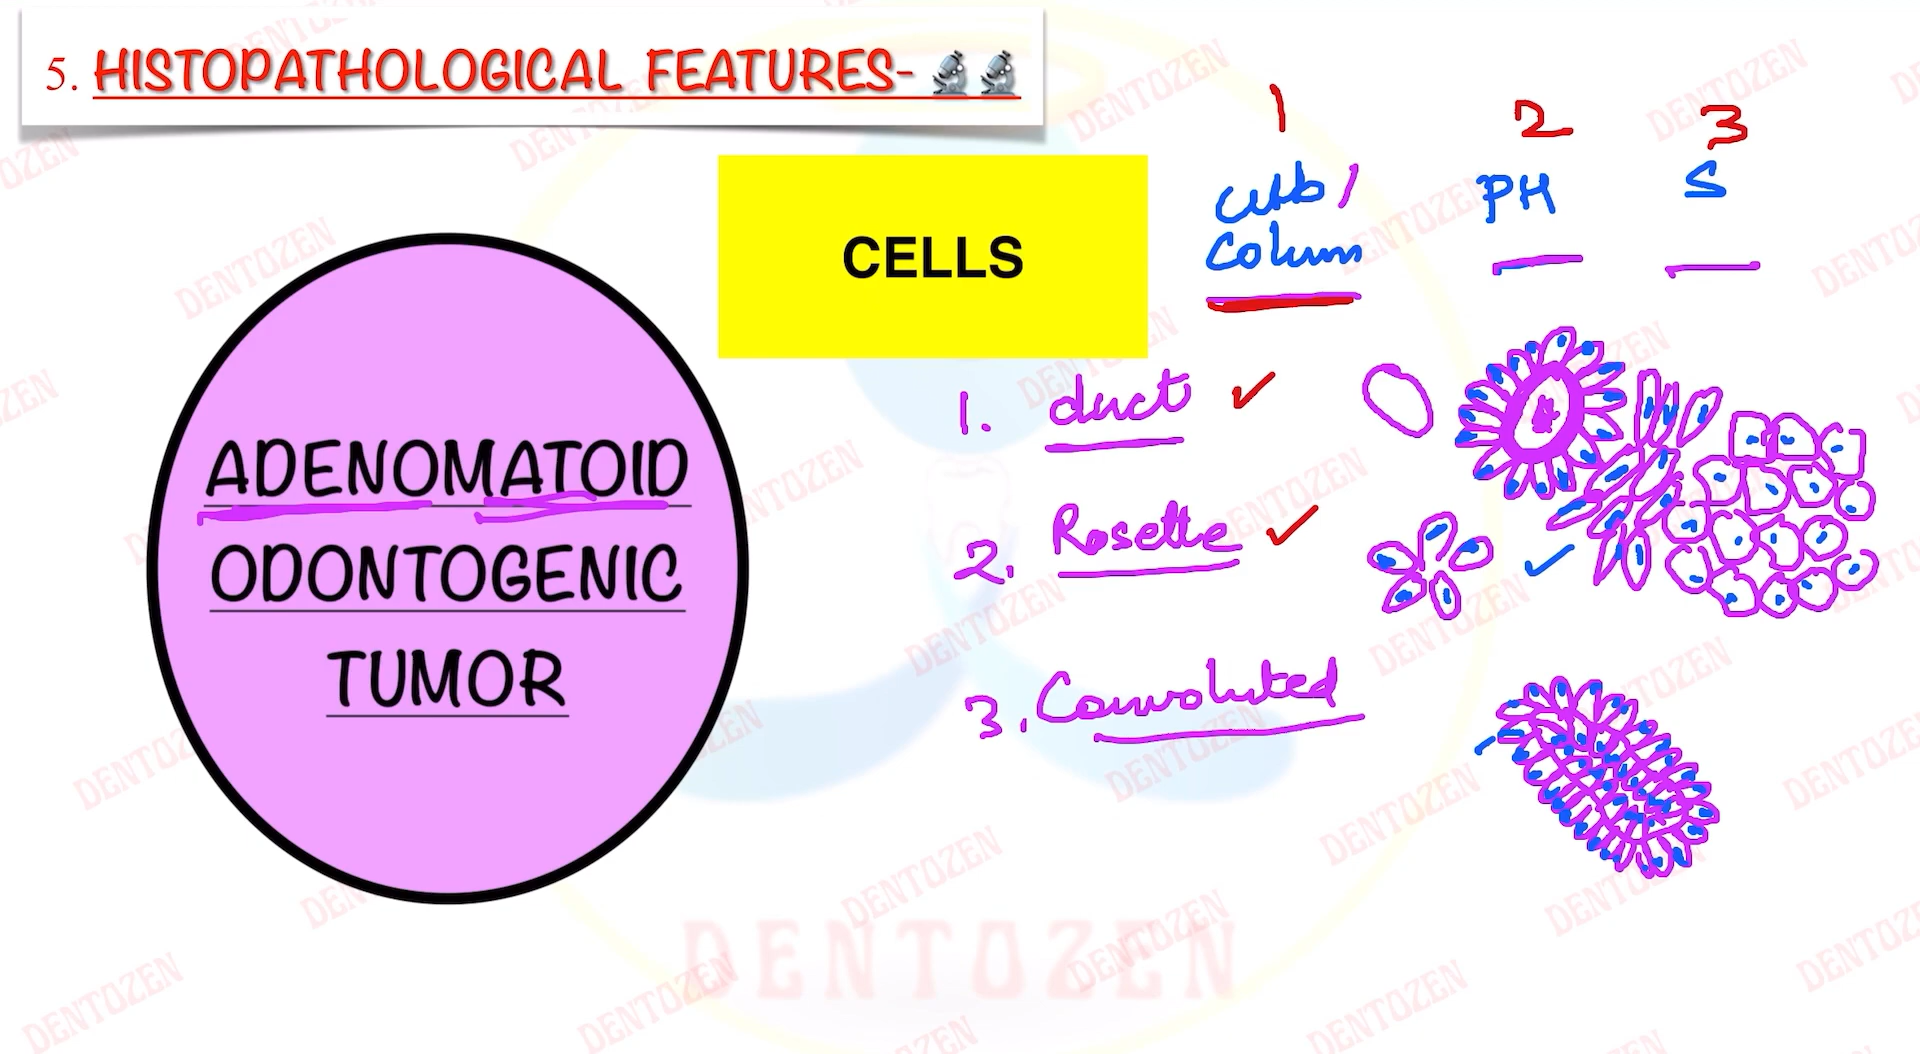 5. HISTOPATHOLOGICAL FEATURES-
1 2 3
CELLS
Cub/ PH S
Colum
1. duct
ADENOMATOID
2. Rosette
ODONTOGENIC
TUMOR
3. Convoluted
DENTOZEN